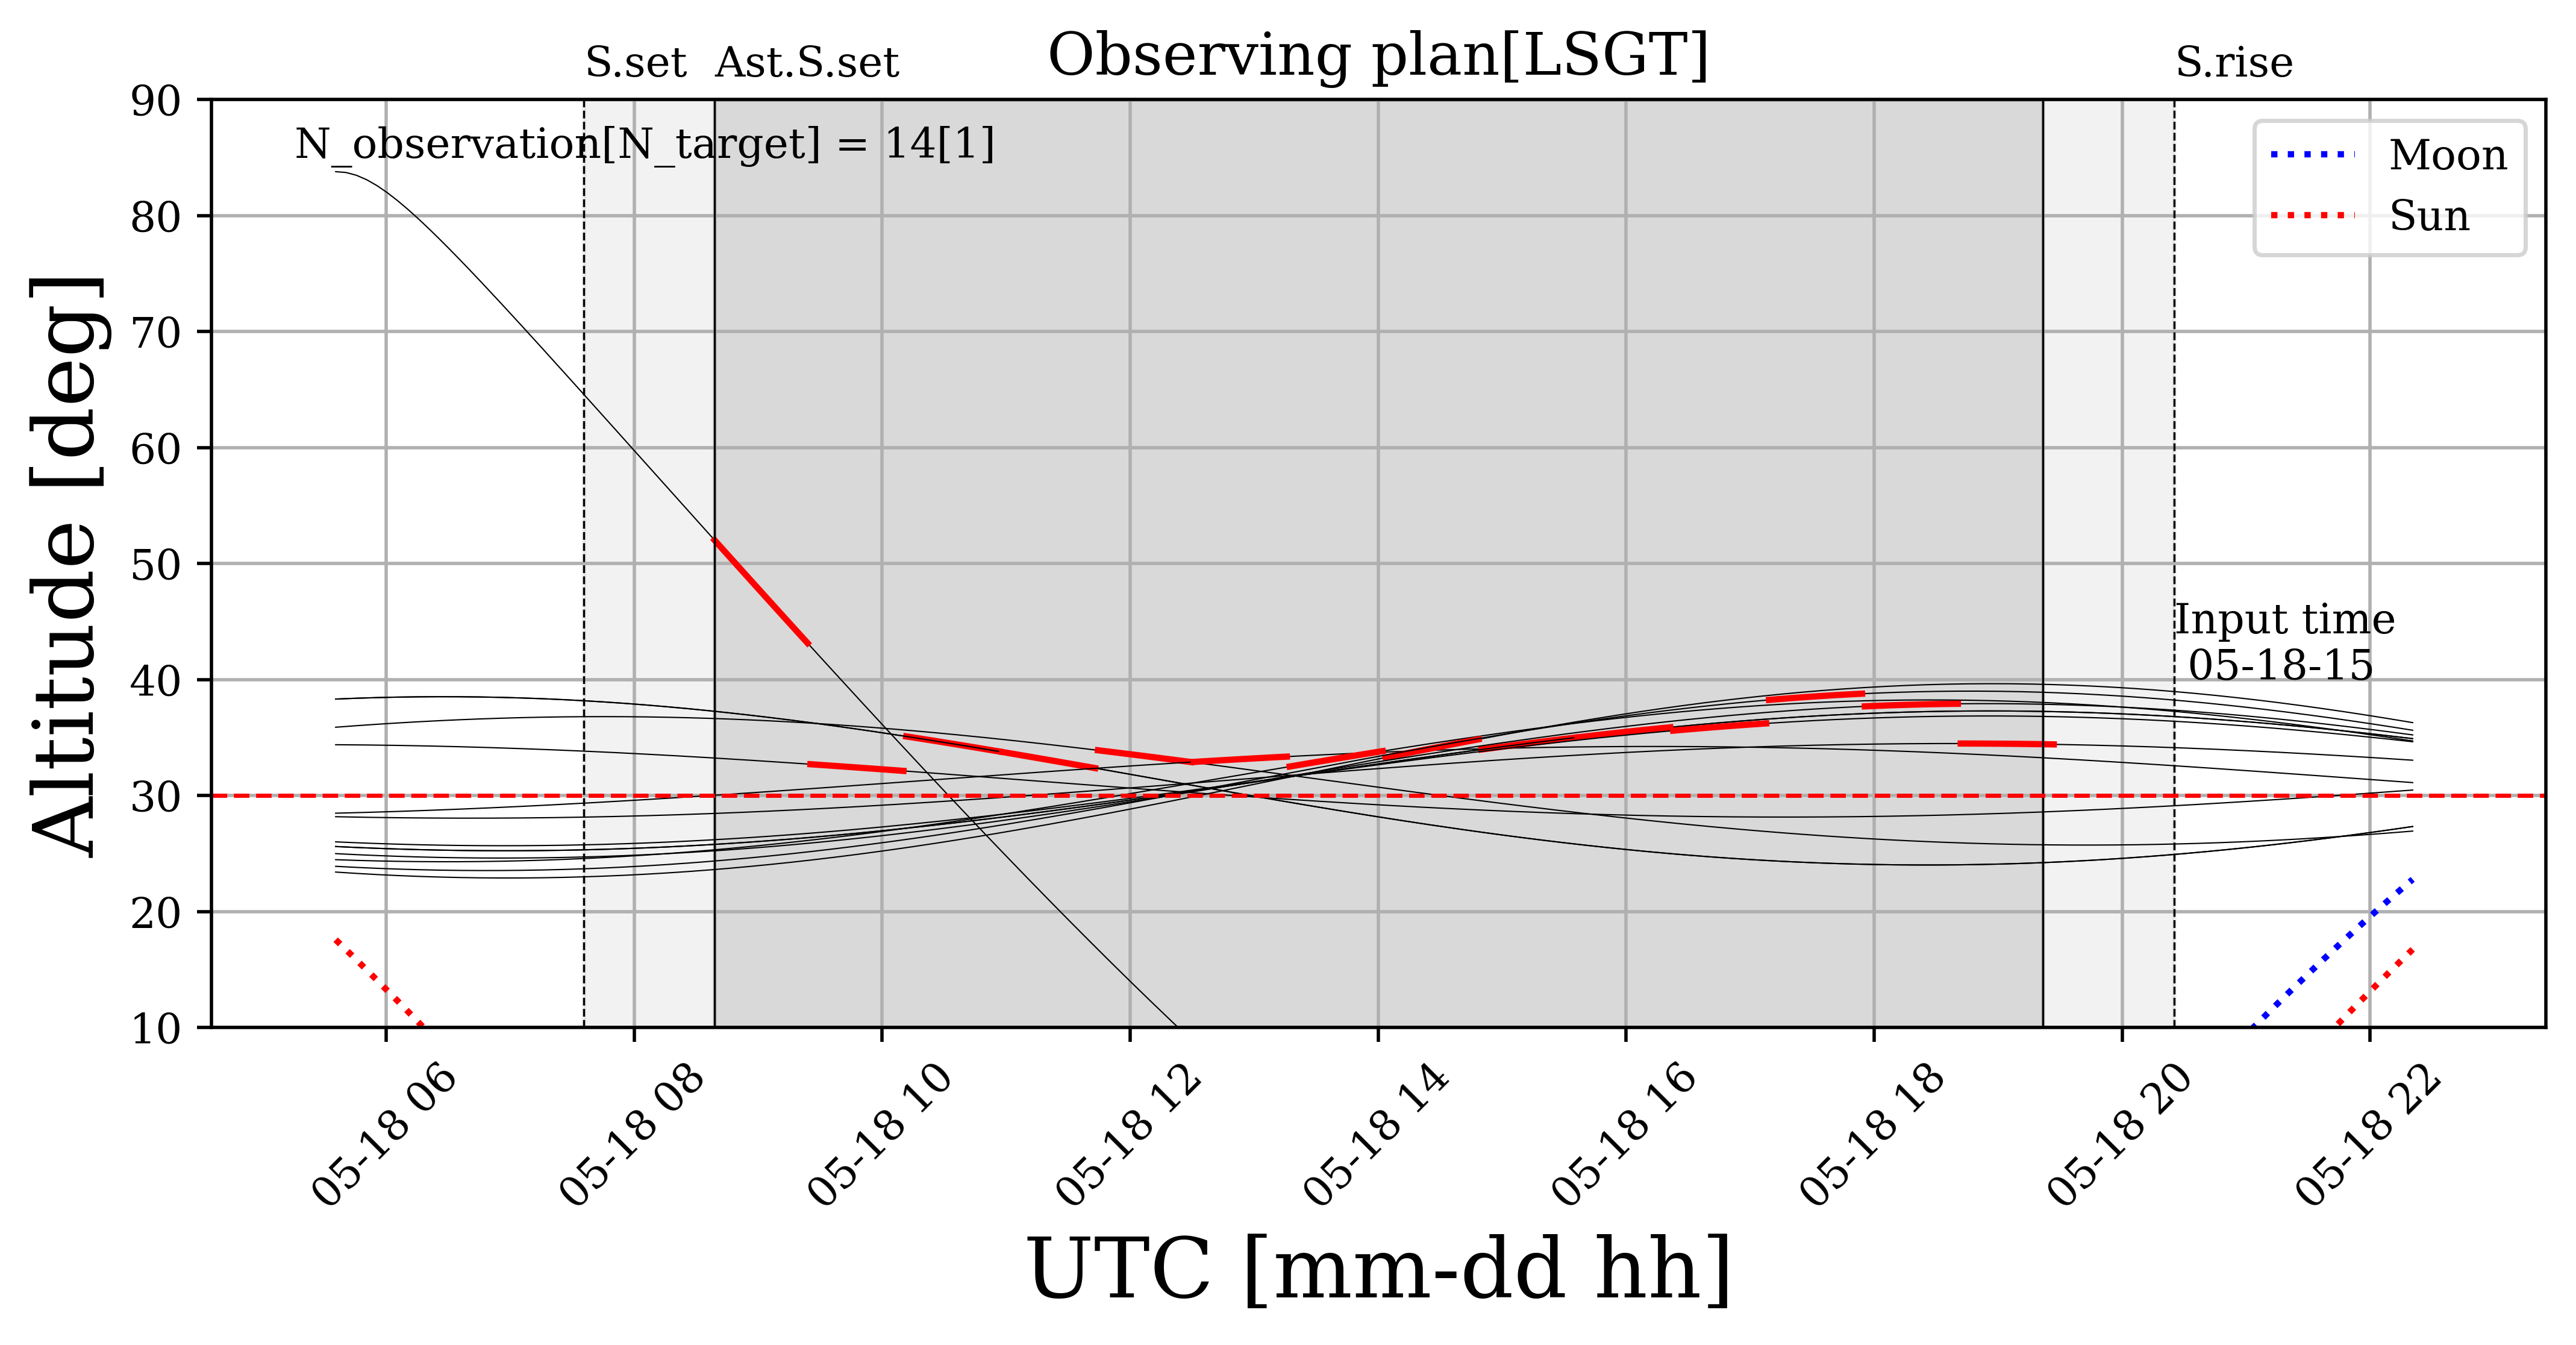 Observing plan[LSGT]
S.set
Ast.S.set
S.rise
N_observation[N_target] = 14[1]
Moon
Sun
Input time
05-18-15
Altitude [deg]
90
80
70
60
50
40
30
20
10
05-18 06
05-18 08
05-18 10
05-18 12
05-18 14
05-18 16
05-18 18
05-18 20
05-18 22
UTC [mm-dd hh]